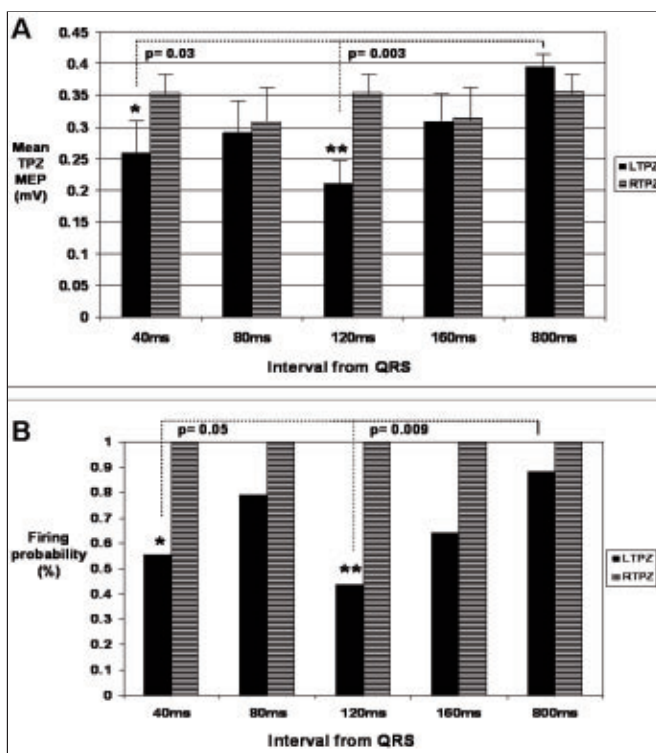 A
p= 0.03
p= 0.003
0.45
0.4
0.35
0.3
0.25
0.2
0.15
0.1
0.05
0
Mean
TPZ
MEP
(mV)
*
**
LTPZ
RTPZ
40ms 80ms 120ms 160ms 800ms
Interval from QRS
B
p= 0.05
p= 0.009
1
0.9
0.8
0.7
0.6
0.5
0.4
0.3
0.2
0.1
0
Firing
probability
(%)
*
**
LTPZ
RTPZ
40ms 80ms 120ms 160ms 800ms
Interval from QRS